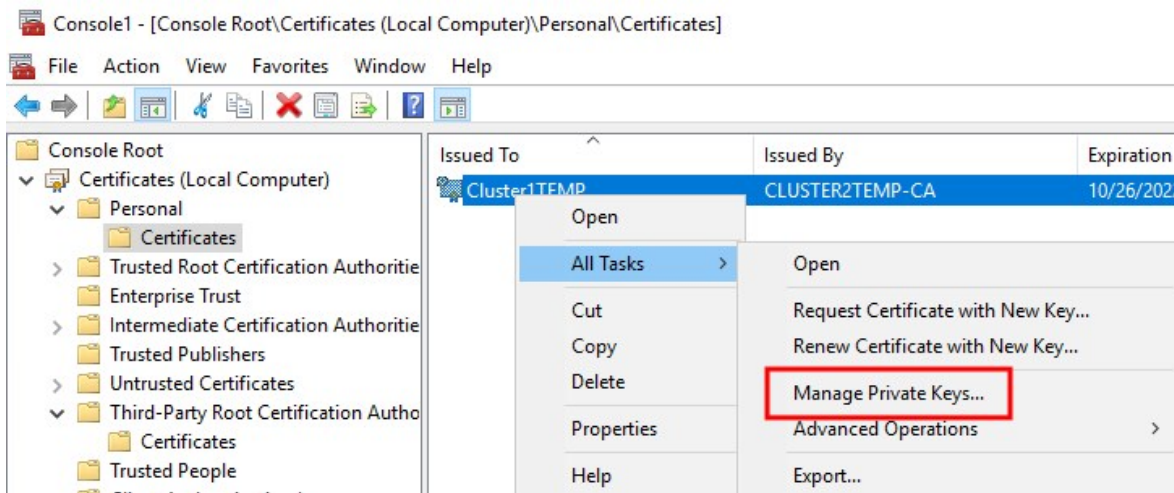 Console1 - [Console Root\Certificates (Local Computer)\Personal\Certificates]
File Action View Favorites Window Help
Console Root
Certificates (Local Computer)
Personal
Certificates
Trusted Root Certification Authoritie
Enterprise Trust
Intermediate Certification Authoritie
Trusted Publishers
Untrusted Certificates
Third-Party Root Certification Autho
Certificates
Trusted People
Issued To Issued By Expiration
Cluster1TEMP CLUSTER2TEMP-CA 10/26/202
Open
All Tasks
Cut
Copy
Delete
Properties
Help
Open
Request Certificate with New Key...
Renew Certificate with New Key...
Manage Private Keys...
Advanced Operations
Export...